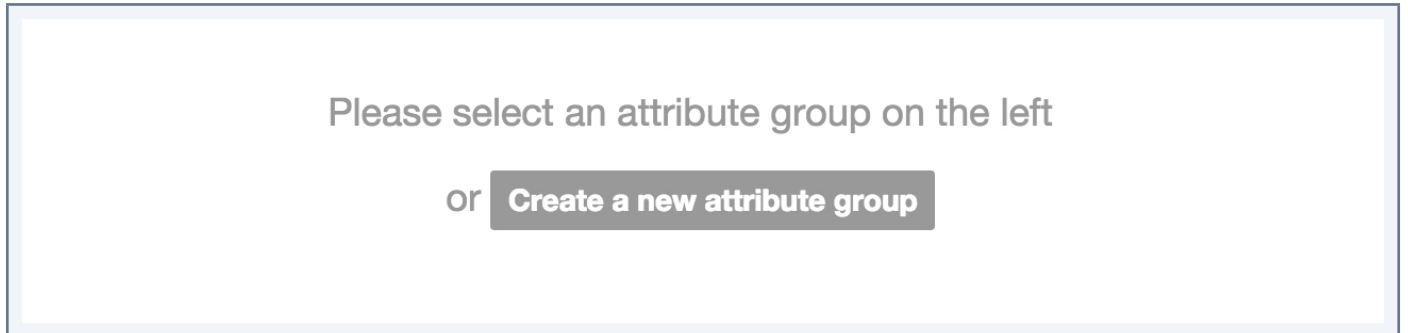 Please select an attribute group on the left
or Create a new attribute group